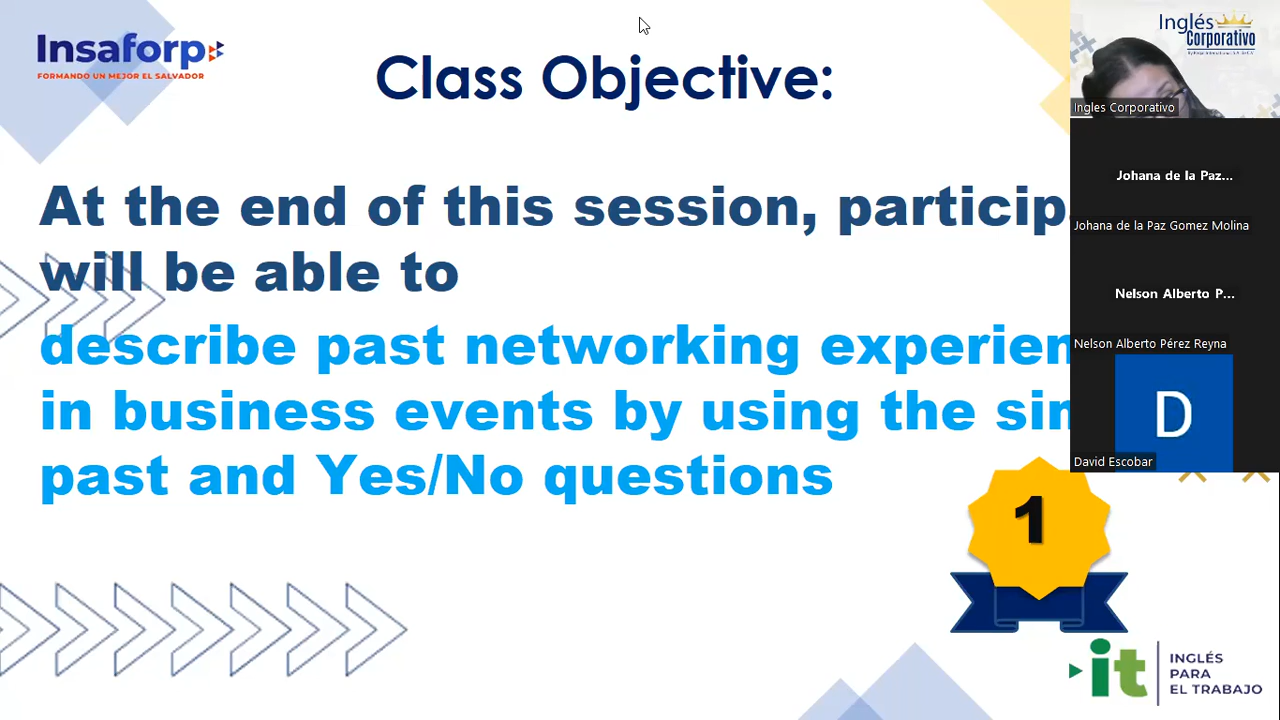 Insaforp
FORMANDO UN MEJOR EL SALVADOR
Class Objective:
At the end of this session, particip
will be able to
describe past networking experien
in business events by using the sim
past and Yes/No questions
1
it
INGLÉS
PARA
EL TRABAJO
Inglés
Corporativo
Ingles Corporativo
Johana de la Paz...
Johana de la Paz Gomez Molina
Nelson Alberto P...
Nelson Alberto Pérez Reyna
D
David Escobar